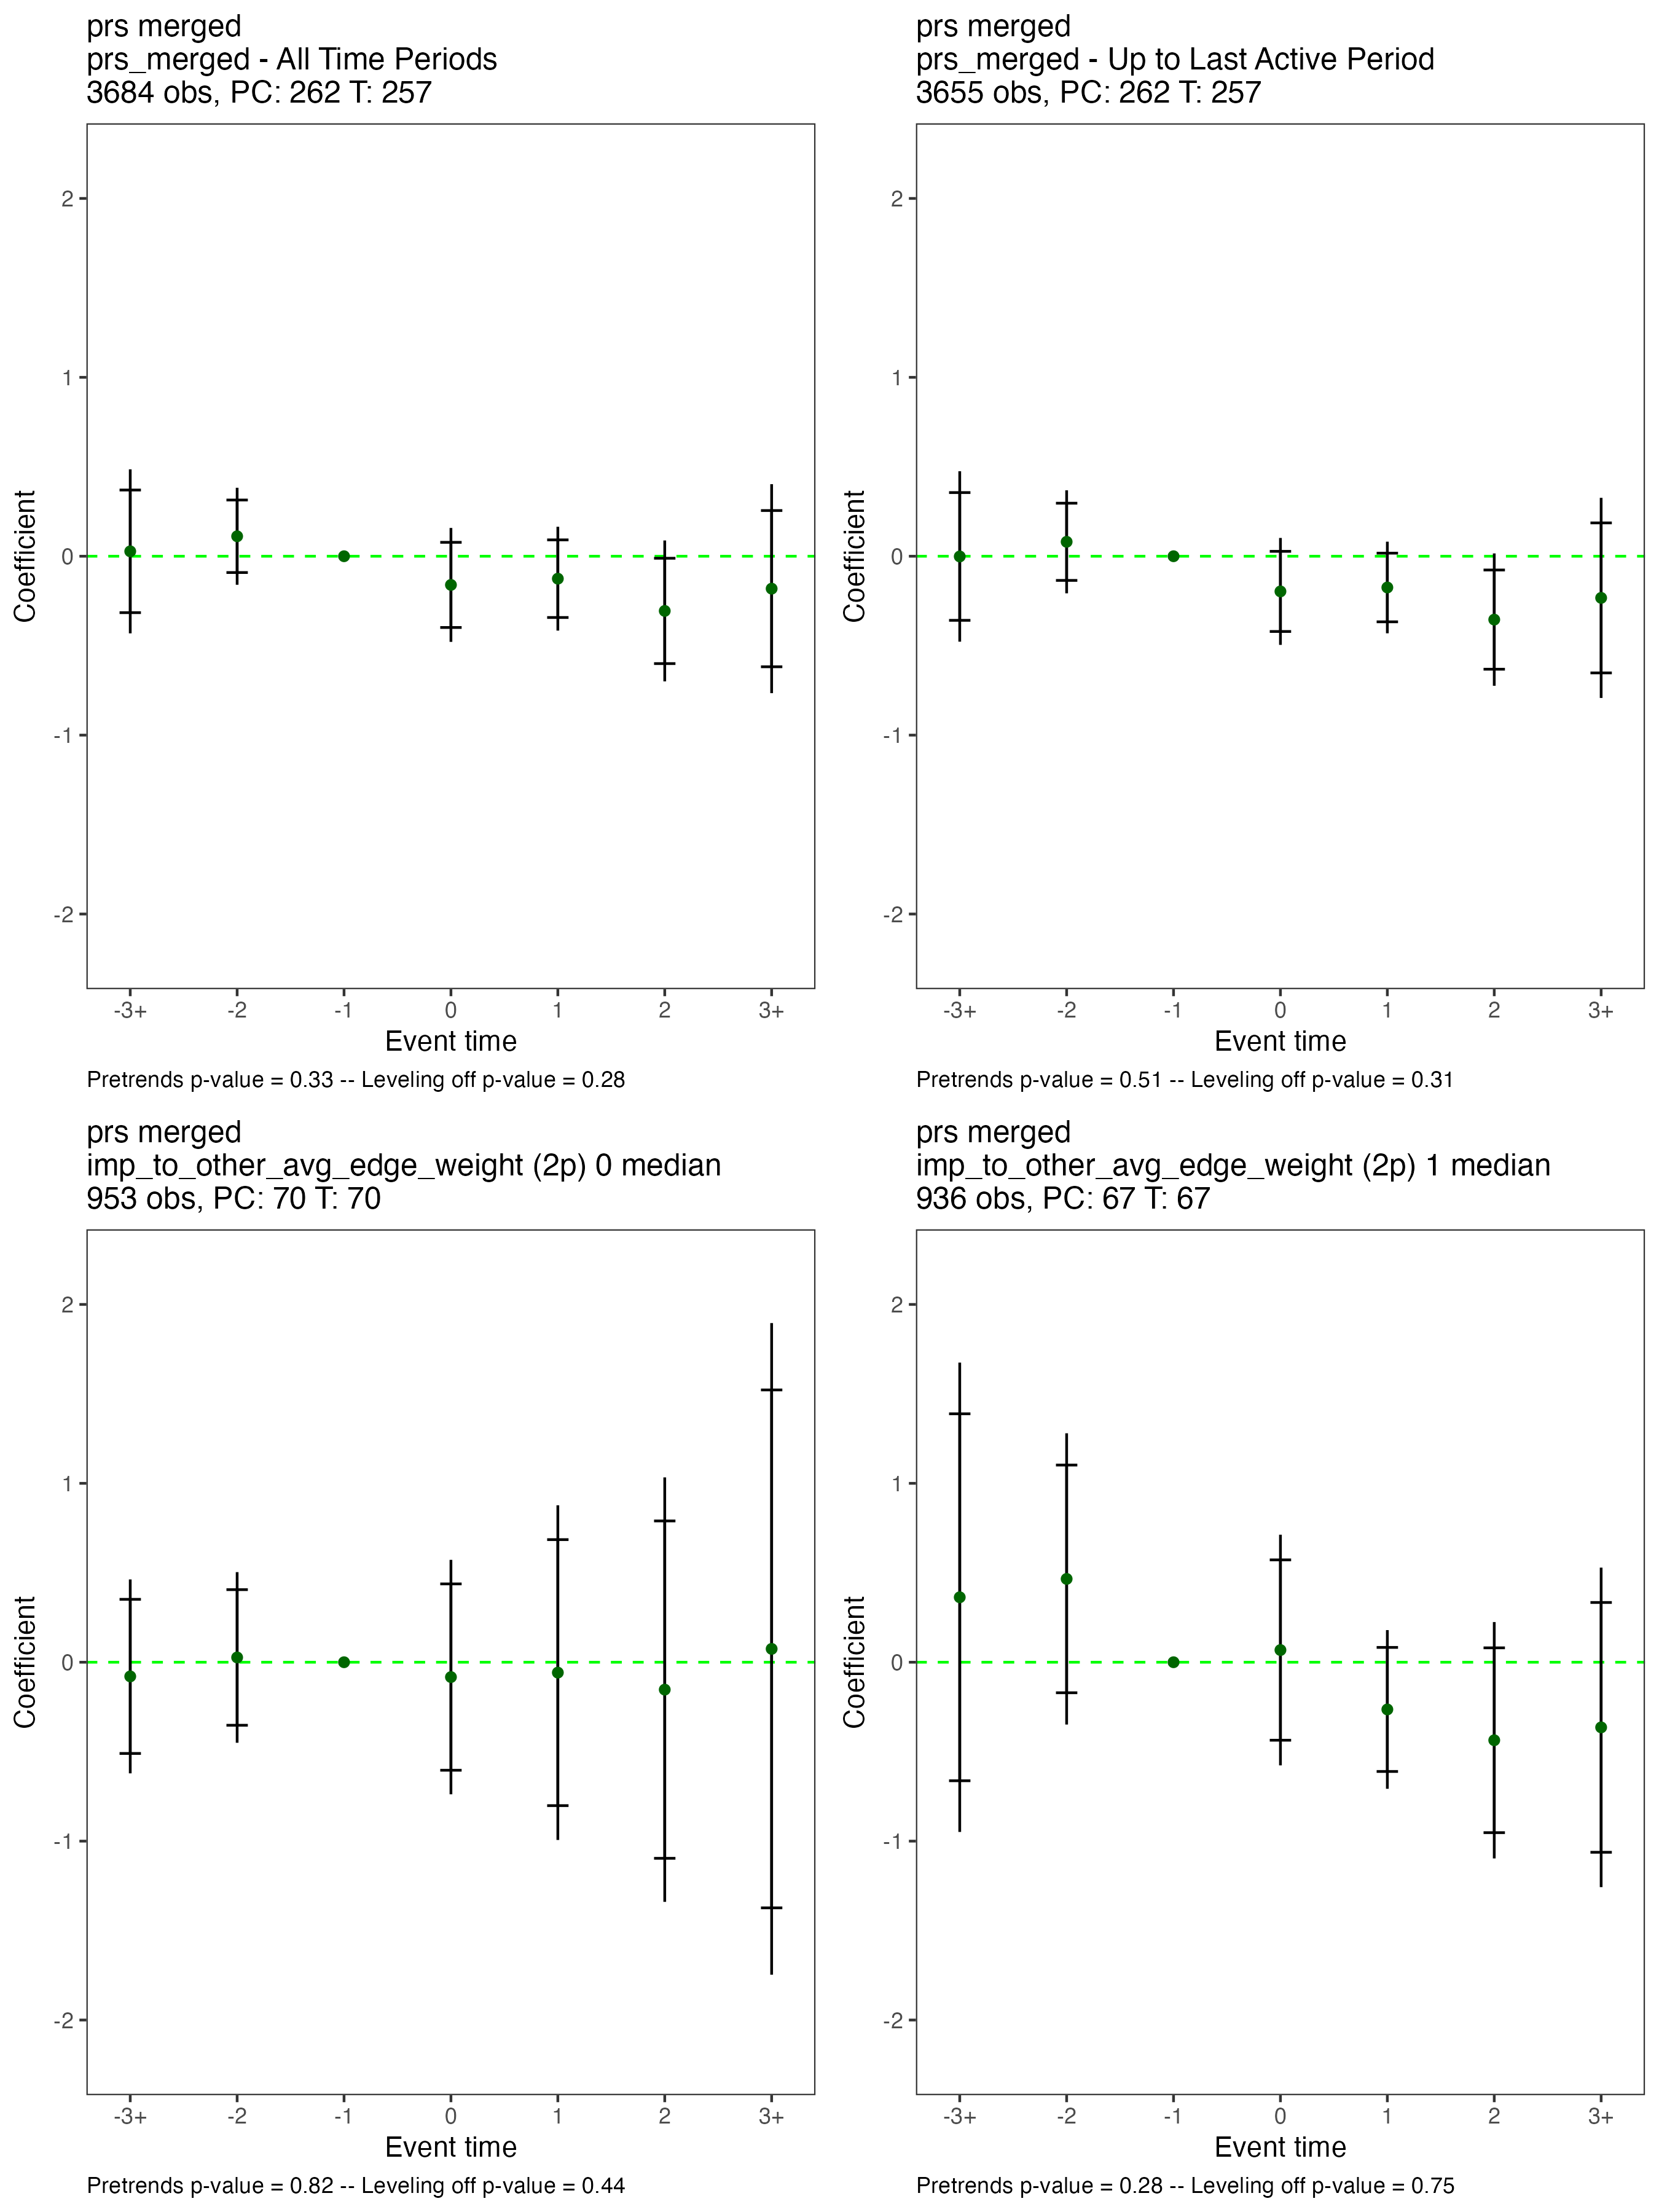 prs merged
prs_merged - All Time Periods
3684 obs, PC: 262 T: 257
2
1
0
-1
-2
Coefficient
-3+ -2 -1 0 1 2 3+
Event time
Pretrends p-value = 0.33 -- Leveling off p-value = 0.28
prs merged
prs_merged - Up to Last Active Period
3655 obs, PC: 262 T: 257
2
1
0
-1
-2
Coefficient
-3+ -2 -1 0 1 2 3+
Event time
Pretrends p-value = 0.51 -- Leveling off p-value = 0.31
prs merged
imp_to_other_avg_edge_weight (2p) 0 median
953 obs, PC: 70 T: 70
2
1
0
-1
-2
Coefficient
-3+ -2 -1 0 1 2 3+
Event time
Pretrends p-value = 0.82 -- Leveling off p-value = 0.44
prs merged
imp_to_other_avg_edge_weight (2p) 1 median
936 obs, PC: 67 T: 67
2
1
0
-1
-2
Coefficient
-3+ -2 -1 0 1 2 3+
Event time
Pretrends p-value = 0.28 -- Leveling off p-value = 0.75